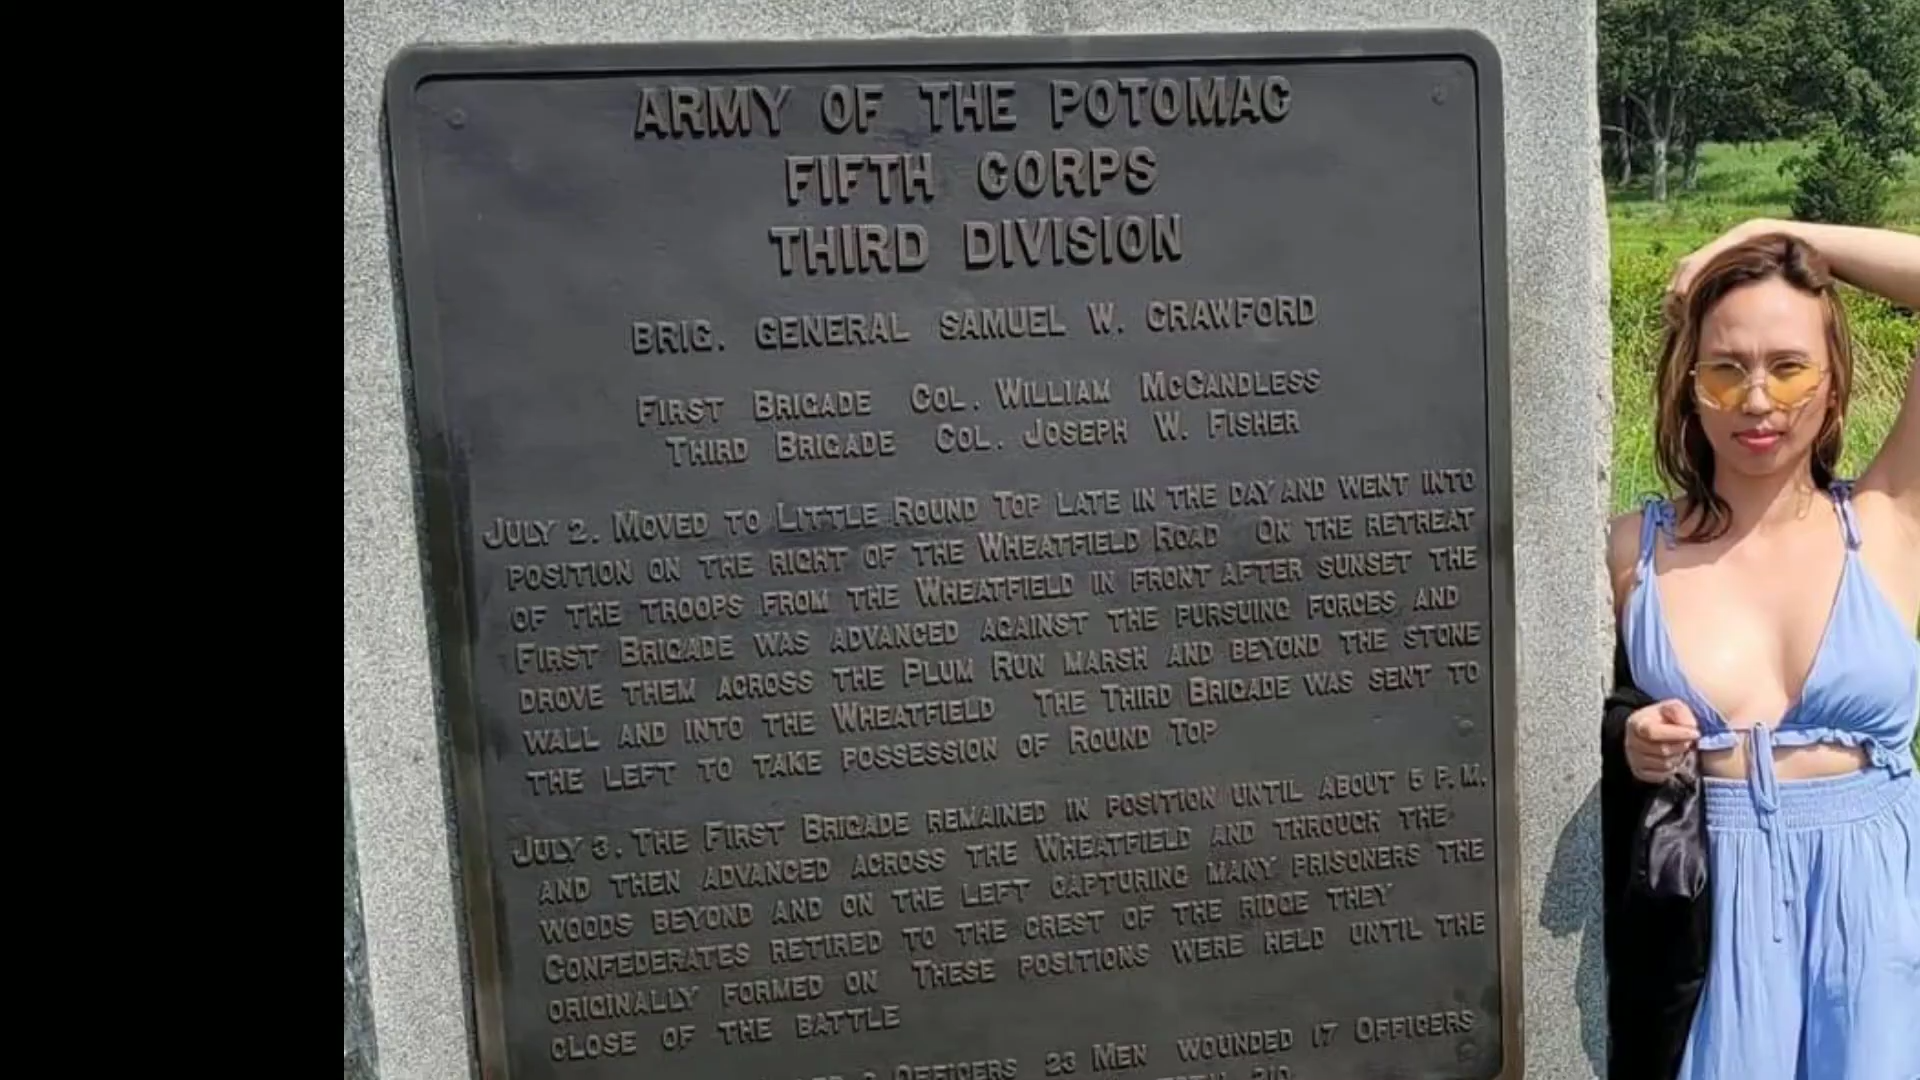 ARMY OF THE POTOMAC
FIFTH CORPS
THIRD DIVISION
BRIG. GENERAL SAMUEL W. CRAWFORD
FIRST BRIGADE COL. WILLIAM McCANDLESS
THIRD BRIGADE COL. JOSEPH W. FISHER
JULY 2. MOVED TO LITTLE ROUND TOP LATE IN THE DAY AND WENT INTO
POSITION ON THE RIGHT OF THE WHEATFIELD ROAD ON THE RETREAT
OF THE TROOPS FROM THE WHEATFIELD IN FRONT AFTER SUNSET THE
FIRST BRIGADE WAS ADVANCED AGAINST THE PURSUING FORCES AND
DROVE THEM ACROSS THE PLUM RUN MARSH AND BEYOND THE STONE
WALL AND INTO THE WHEATFIELD THE THIRD BRIGADE WAS SENT TO
THE LEFT TO TAKE POSSESSION OF ROUND TOP
JULY 3. THE FIRST BRIGADE REMAINED IN POSITION UNTIL ABOUT 5 P.M.
AND THEN ADVANCED ACROSS THE WHEATFIELD AND THROUGH THE
WOODS BEYOND AND ON THE LEFT CAPTURING MANY PRISONERS THE
CONFEDERATES RETIRED TO THE CREST OF THE RIDGE THEY
ORIGINALLY FORMED ON THESE POSITIONS WERE HELD UNTIL THE
CLOSE OF THE BATTLE
OFFICERS 23 MEN WOUNDED 17 OFFICERS